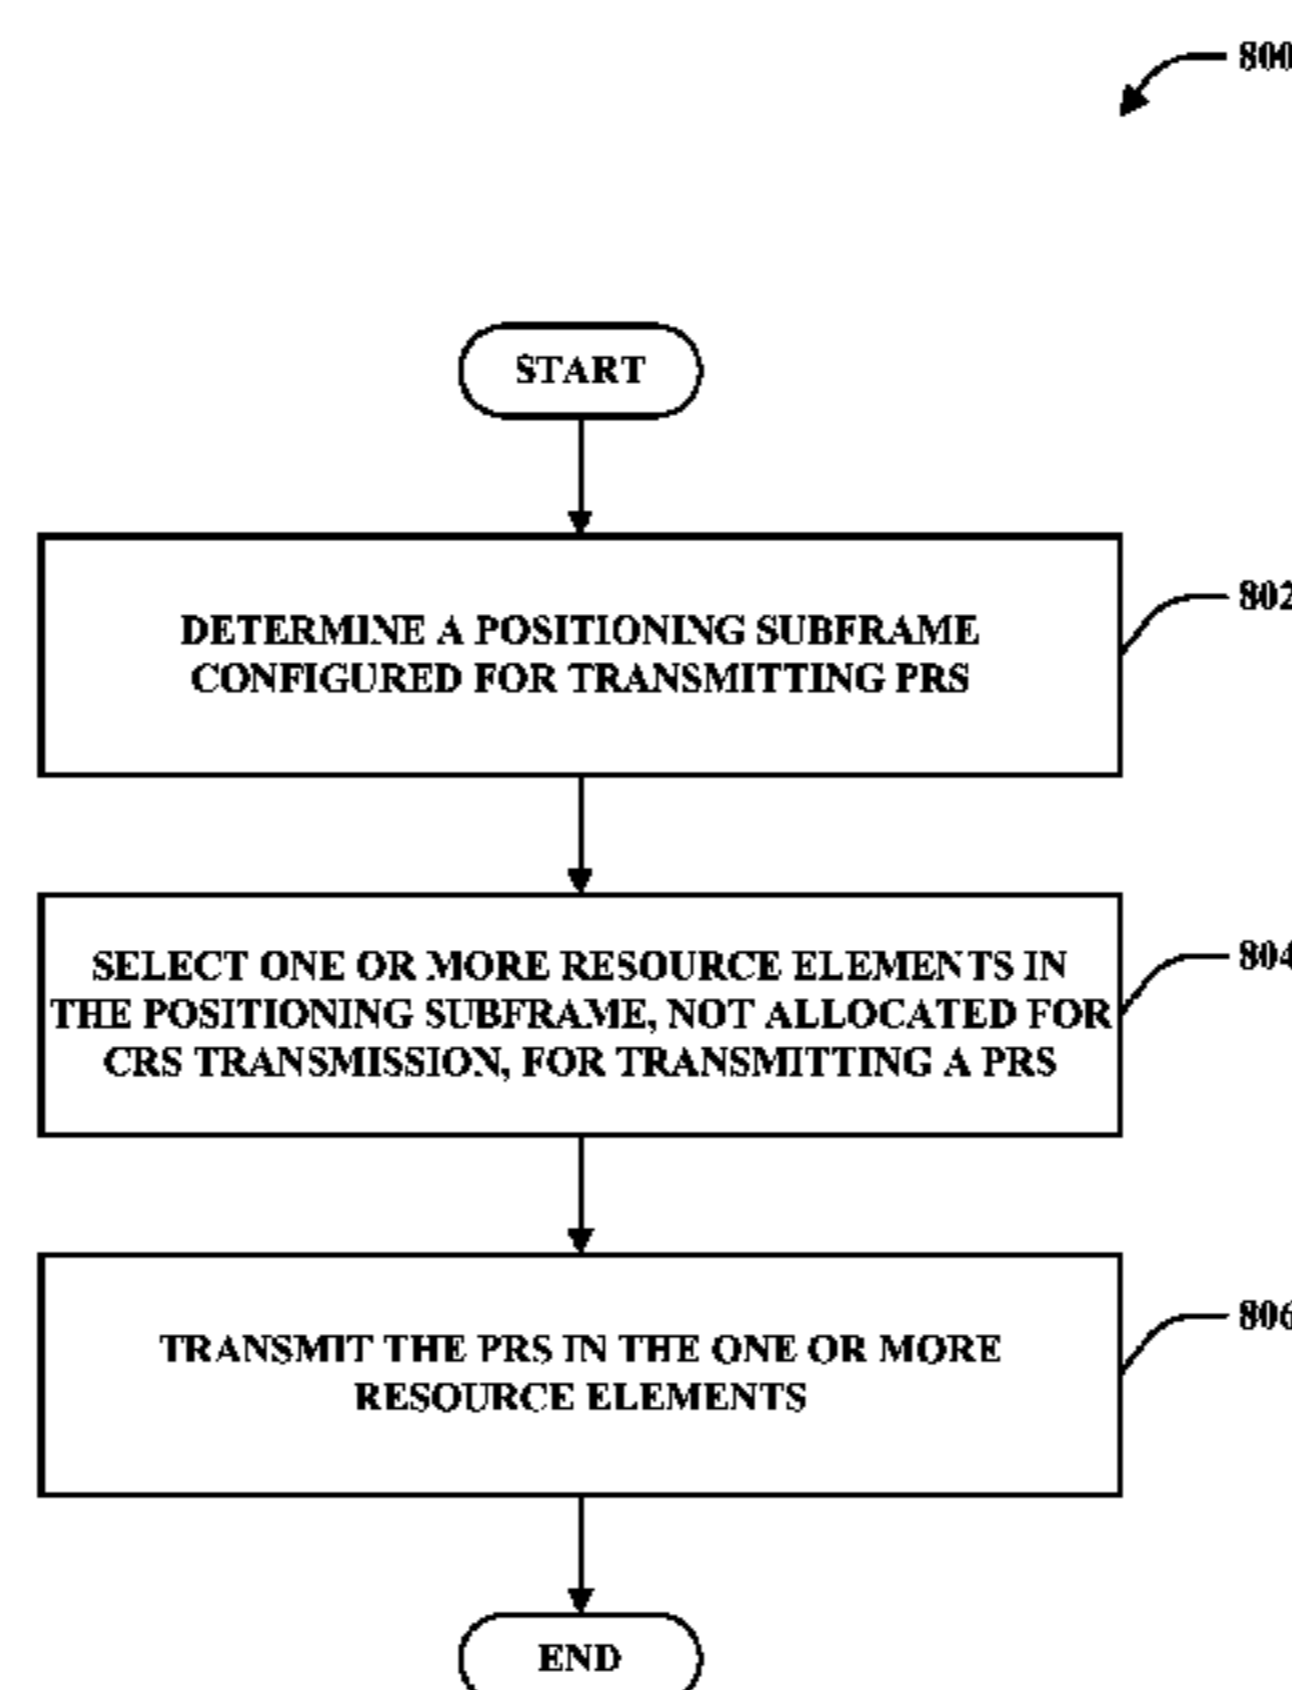 800
START
DETERMINE A POSITIONING SUBFRAME
CONFIGURED FOR TRANSMITTING PRS
802
SELECT ONE OR MORE RESOURCE ELEMENTS IN
THE POSITIONING SUBFRAME, NOT ALLOCATED FOR
CRS TRANSMISSION, FOR TRANSMITTING A PRS
804
TRANSMIT THE PRS IN THE ONE OR MORE
RESOURCE ELEMENTS
806
END